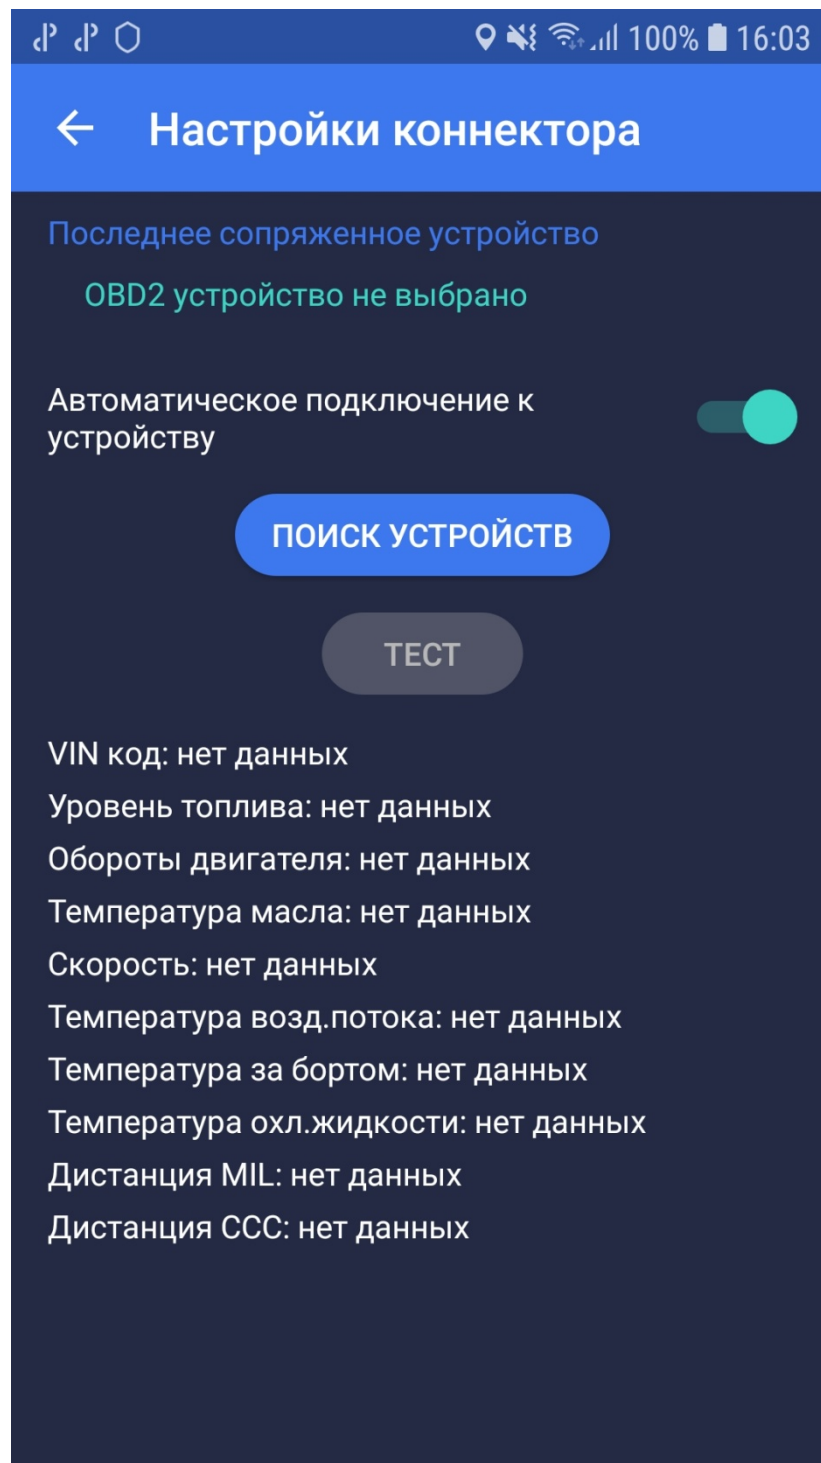 100% 16:03
Настройки коннектора
Последнее сопряженное устройство
OBD2 устройство не выбрано
Автоматическое подключение к
устройству
ПОИСК УСТРОЙСТВ
ТЕСТ
VIN код: нет данных
Уровень топлива: нет данных
Обороты двигателя: нет данных
Температура масла: нет данных
Скорость: нет данных
Температура возд.потока: нет данных
Температура за бортом: нет данных
Температура охл.жидкости: нет данных
Дистанция MIL: нет данных
Дистанция CCC: нет данных